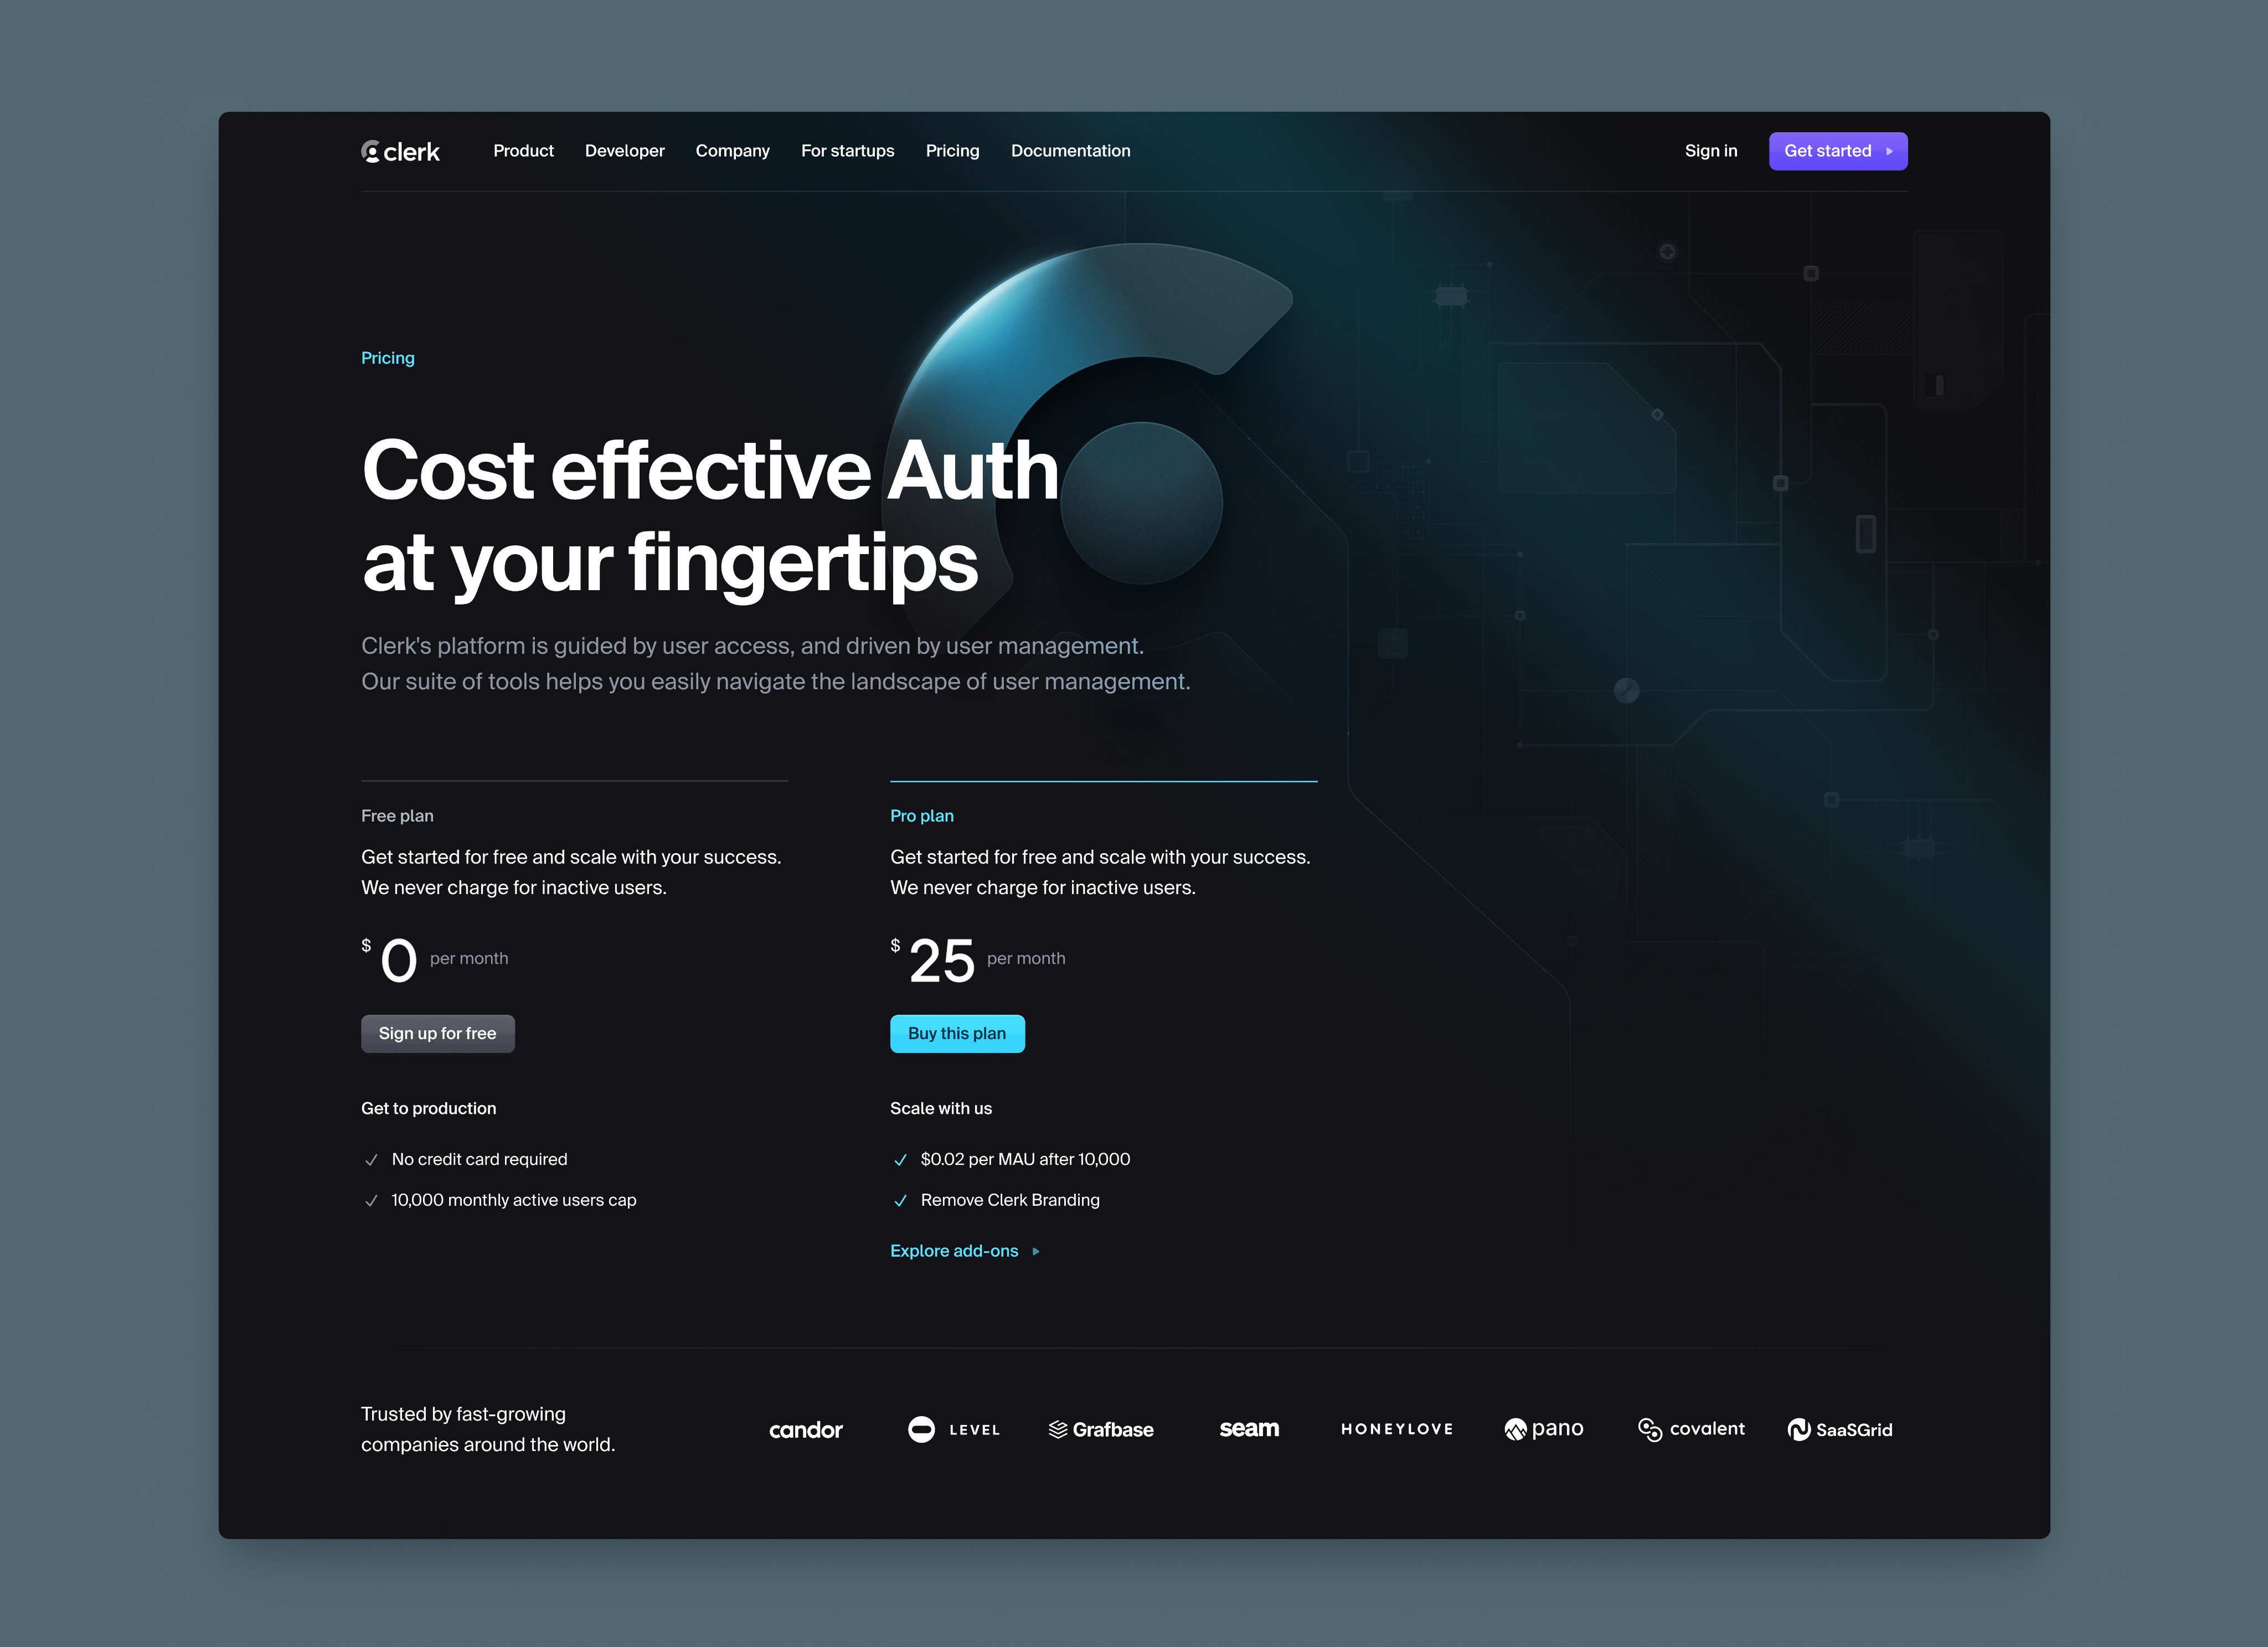 clerk
Product Developer Company For startups Pricing Documentation
Sign in Get started
Pricing
Cost effective Auth
at your fingertips
Clerk's platform is guided by user access, and driven by user management.
Our suite of tools helps you easily navigate the landscape of user management.
Free plan
Get started for free and scale with your success.
We never charge for inactive users.
$ 0 per month
Sign up for free
Get to production
No credit card required
10,000 monthly active users cap
Pro plan
Get started for free and scale with your success.
We never charge for inactive users.
$ 25 per month
Buy this plan
Scale with us
$0.02 per MAU after 10,000
Remove Clerk Branding
Explore add-ons
Trusted by fast-growing
companies around the world.
candor LEVEL Grafbase seam HONEYLOVE pano covalent SaaSGrid